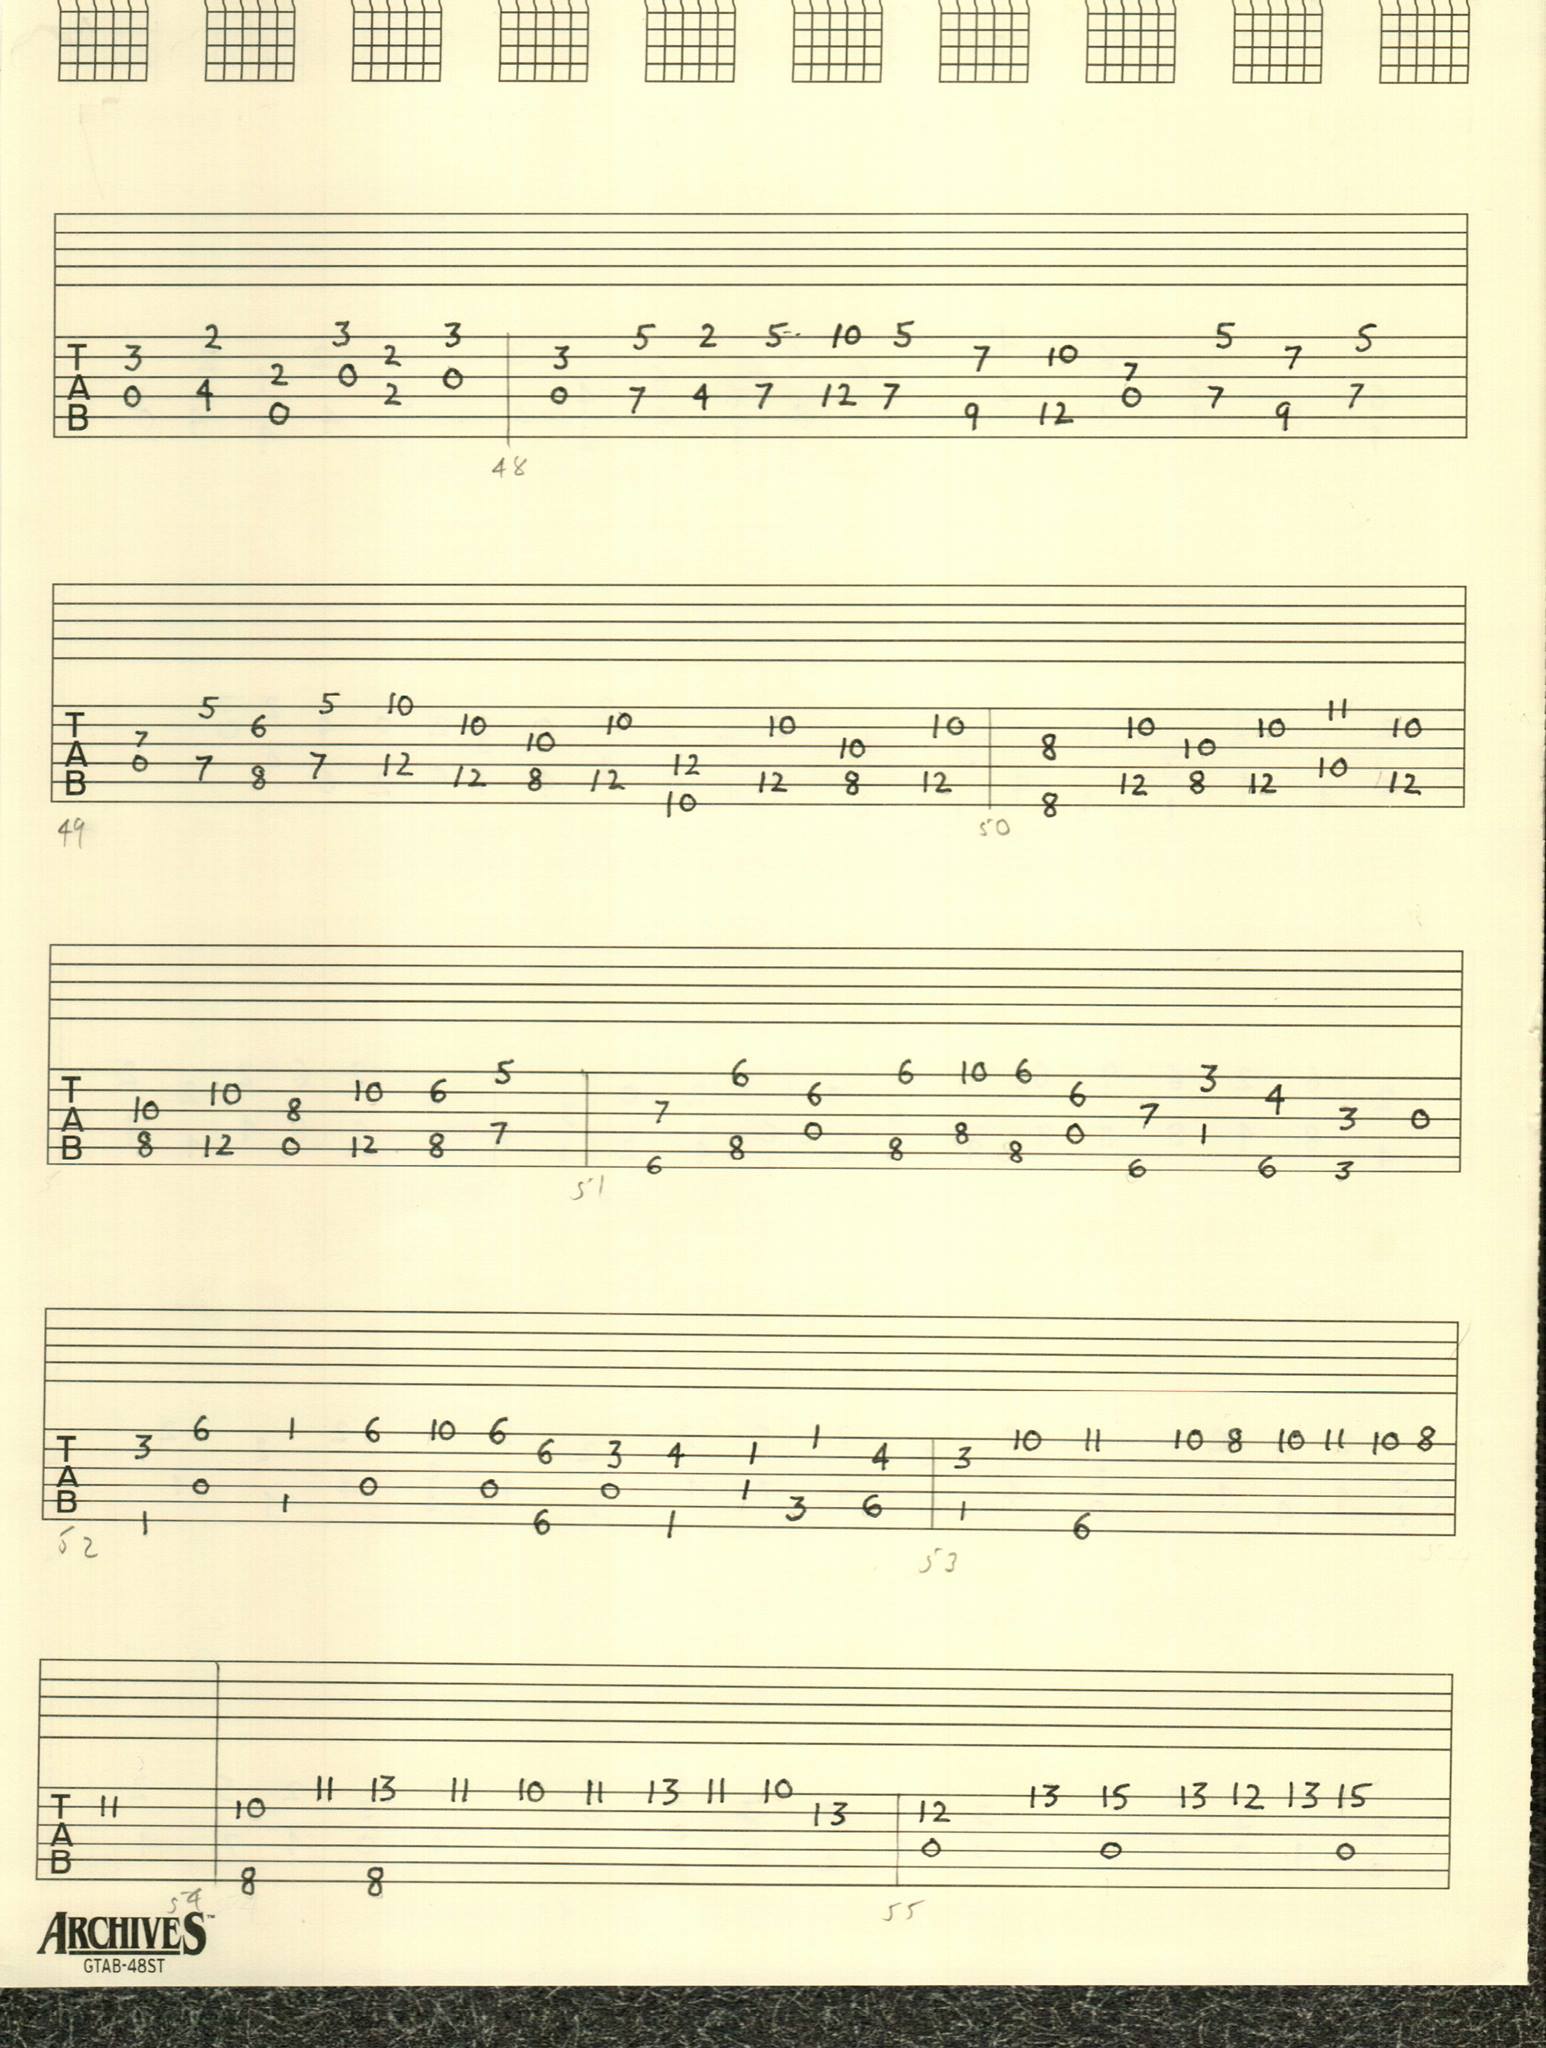 3 2 3 2 3
T 3 2 0 2 0
A 0 4 2
B 0
3 5 2 5 10 5 7 10 7 5 7 5
0 7 4 7 12 7 9 12 0 7 9 7
48
T 7 5 6 5 10 10 10 10 12 10 10 10
A 0 7 8 7 12 12 8 12 10 12 8 12
B
8 10 10 10 11 10
8 12 8 12 10 12
49 50
T 10 10 8 10 6 5
A 8 12 0 12 8 7
B
7 6 6 6 10 6 6 7 3 4 3 0
6 8 0 8 8 8 0 6 1 6 3
51
T 3 6 1 6 10 6 6 3 4 1 1 4
A 1 0 1 0 0 6 0 1 1 3 6
B
3 10 11 10 8 10 11 10 8
1 6
52 53
T 11
A
B
10 11 13 11 10 11 13 11 10 13
8 8
12 13 15 13 12 13 15
0 0 0
54 55
ARCHIVES™
GTAB-48ST